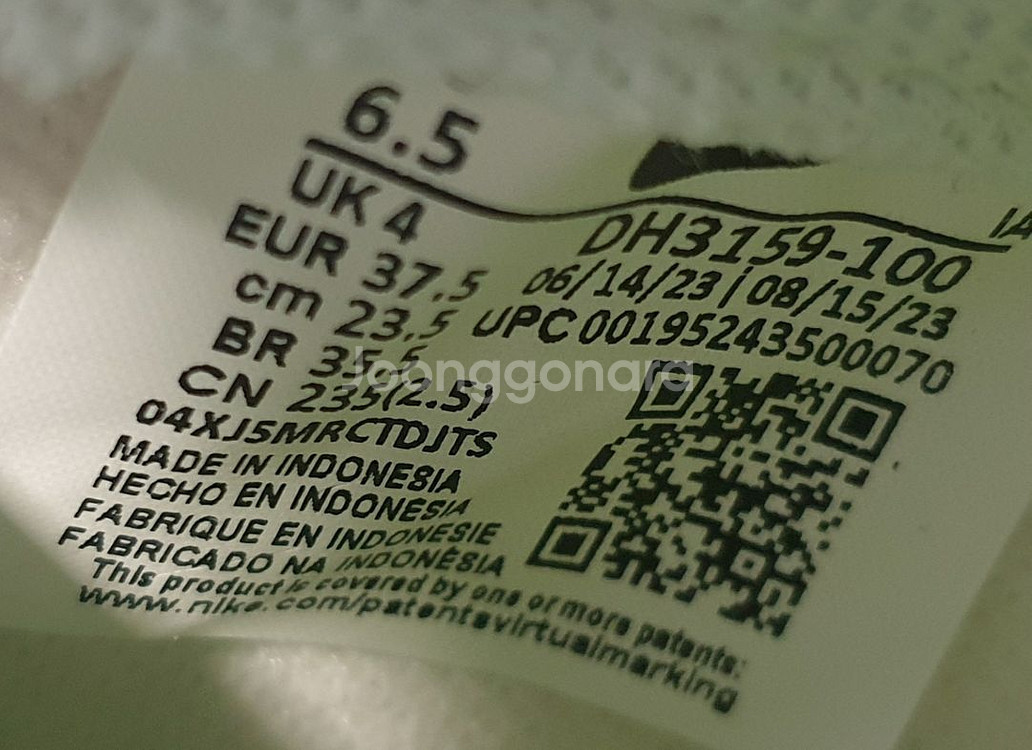 6.5
UK 4
EUR 37.5
cm 23.5
BR 35.5
CN 235(2.5)
04XJ5MRCTDJTS
MADE IN INDONESIA
HECHO EN INDONESIA
FABRIQUE EN INDONESIE
FABRICADO NA INDONÉSIA
This product is covered by one or more patents:
www.nike.com/patentsvirtualmarking
DH3159-100
06/14/23 | 08/15/23
UPC 00195243500070
Joonggonara